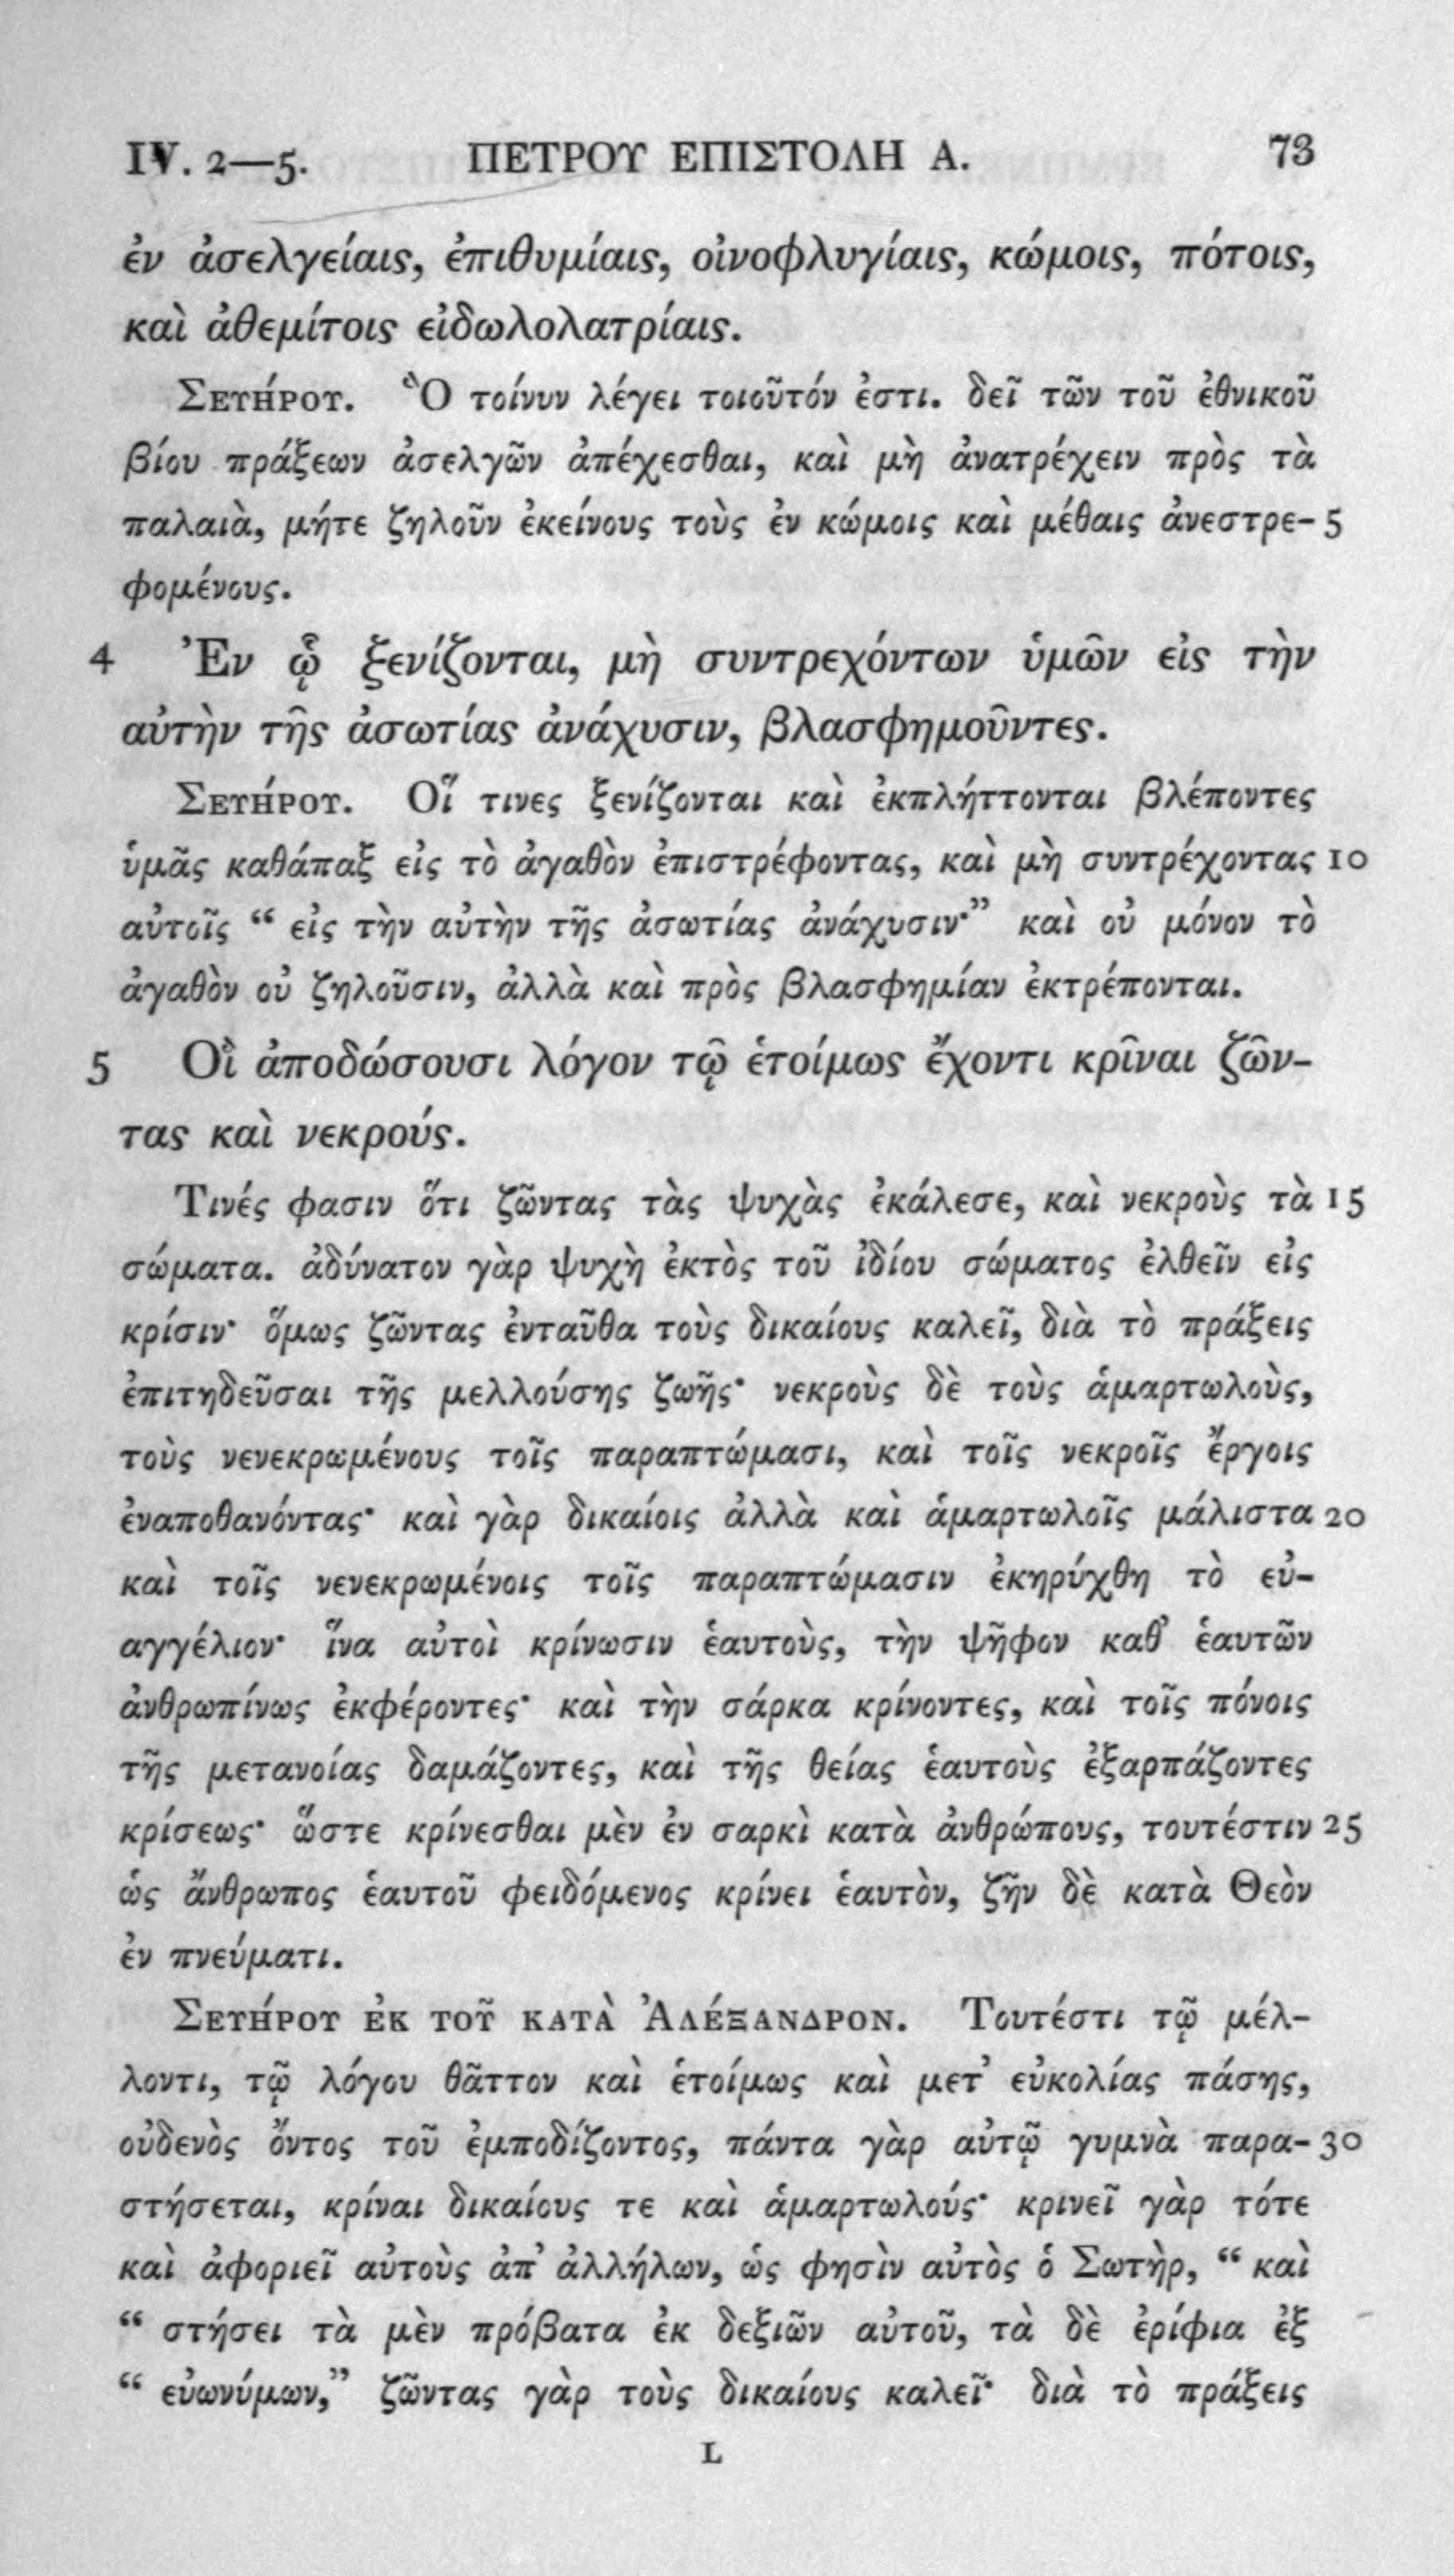 IV. 2—5. ΠΕΤΡΟΥ ΕΠΙΣΤΟΛΗ Α. 73
ἐν ἀσελγείαις, ἐπιθυμίαις, οἰνοφλυγίαις, κώμοις, πότοις,
καὶ ἀθεμίτοις εἰδωλολατρίαις.
Σετήροτ. Ὃ τοίνυν λέγει τοιοῦτόν ἐστι. δεῖ τῶν τοῦ ἐθνικοῦ
βίου πράξεων ἀσελγῶν ἀπέχεσθαι, καὶ μὴ ἀνατρέχειν πρὸς τὰ
παλαιὰ, μήτε ζηλοῦν ἐκείνους τοὺς ἐν κώμοις καὶ μέθαις ἀνεστρε- 5
φομένους.
4 Ἐν ᾧ ξενίζονται, μὴ συντρεχόντων ὑμῶν εἰς τὴν
αὐτὴν τῆς ἀσωτίας ἀνάχυσιν, βλασφημοῦντες.
Σετήροτ. Οἵ τινες ξενίζονται καὶ ἐκπλήττονται βλέποντες
ὑμᾶς καθάπαξ εἰς τὸ ἀγαθὸν ἐπιστρέφοντας, καὶ μὴ συντρέχοντας 10
αὐτοῖς “ εἰς τὴν αὐτὴν τῆς ἀσωτίας ἀνάχυσιν·” καὶ οὐ μόνον τὸ
ἀγαθὸν οὐ ζηλοῦσιν, ἀλλὰ καὶ πρὸς βλασφημίαν ἐκτρέπονται.
5 Οἳ ἀποδώσουσι λόγον τῷ ἑτοίμως ἔχοντι κρῖναι ζῶν-
τας καὶ νεκρούς.
Τινές φασιν ὅτι ζῶντας τὰς ψυχὰς ἐκάλεσε, καὶ νεκροὺς τὰ 15
σώματα. ἀδύνατον γὰρ ψυχὴ ἐκτὸς τοῦ ἰδίου σώματος ἐλθεῖν εἰς
κρίσιν· ὅμως ζῶντας ἐνταῦθα τοὺς δικαίους καλεῖ, διὰ τὸ πράξεις
ἐπιτηδεῦσαι τῆς μελλούσης ζωῆς· νεκροὺς δὲ τοὺς ἁμαρτωλοὺς,
τοὺς νενεκρωμένους τοῖς παραπτώμασι, καὶ τοῖς νεκροῖς ἔργοις
ἐναποθανόντας· καὶ γὰρ δικαίοις ἀλλὰ καὶ ἁμαρτωλοῖς μάλιστα 20
καὶ τοῖς νενεκρωμένοις τοῖς παραπτώμασιν ἐκηρύχθη τὸ εὐ-
αγγέλιον· ἵνα αὐτοὶ κρίνωσιν ἑαυτοὺς, τὴν ψῆφον καθ᾽ ἑαυτῶν
ἀνθρωπίνως ἐκφέροντες· καὶ τὴν σάρκα κρίνοντες, καὶ τοῖς πόνοις
τῆς μετανοίας δαμάζοντες, καὶ τῆς θείας ἑαυτοὺς ἐξαρπάζοντες
κρίσεως· ὥστε κρίνεσθαι μὲν ἐν σαρκὶ κατὰ ἀνθρώπους, τουτέστιν 25
ὡς ἄνθρωπος ἑαυτοῦ φειδόμενος κρίνει ἑαυτὸν, ζῆν δὲ κατὰ Θεὸν
ἐν πνεύματι.
Σετήροτ ἐκ τοῦ κατὰ Ἀλέξανδρον. Τουτέστι τῷ μέλ-
λοντι, τῷ λόγου θᾶττον καὶ ἑτοίμως καὶ μετ᾽ εὐκολίας πάσης,
οὐδενὸς ὄντος τοῦ ἐμποδίζοντος, πάντα γὰρ αὐτῷ γυμνὰ παρα- 30
στήσεται, κρίναι δικαίους τε καὶ ἁμαρτωλούς· κρινεῖ γὰρ τότε
καὶ ἀφοριεῖ αὐτοὺς ἀπ᾽ ἀλλήλων, ὡς φησὶν αὐτὸς ὁ Σωτὴρ, “ καὶ
“ στήσει τὰ μὲν πρόβατα ἐκ δεξιῶν αὐτοῦ, τὰ δὲ ἐρίφια ἐξ
“ εὐωνύμων,” ζῶντας γὰρ τοὺς δικαίους καλεῖ· διὰ τὸ πράξεις
L